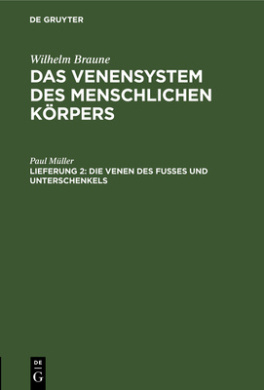 DE GRUYTER
Wilhelm Braune
DAS VENENSYSTEM
DES MENSCHLICHEN
KÖRPERS
Paul Müller
LIEFERUNG 2: DIE VENEN DES FUSSES UND
UNTERSCHENKELS
DE
G